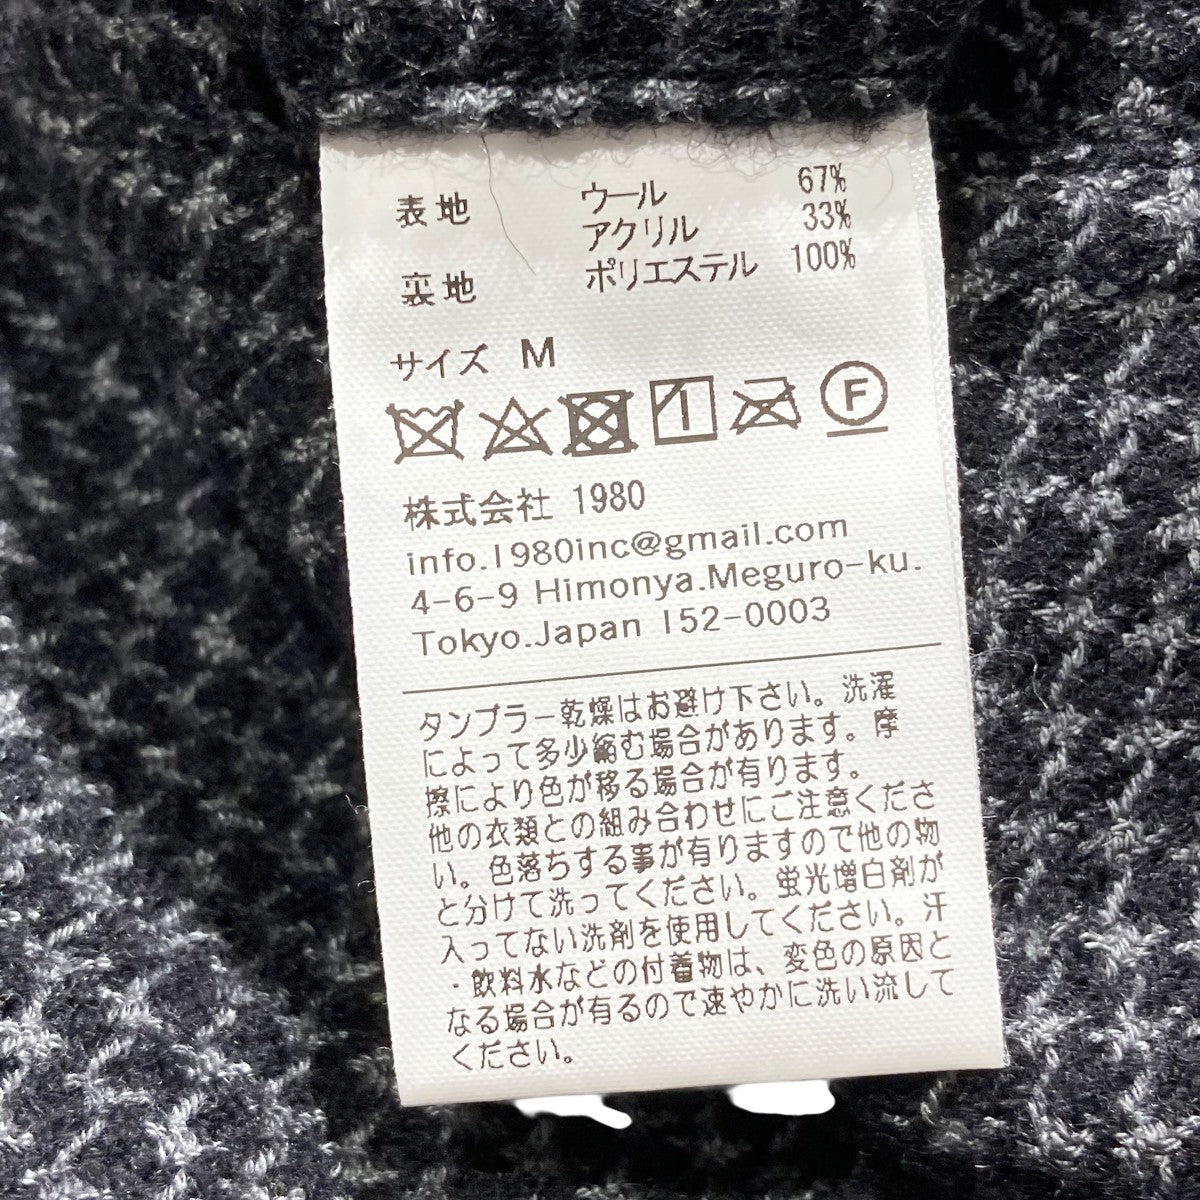 表地 ウール 67%
アクリル 33%
裏地 ポリエステル 100%
サイズ M
F
株式会社 1980
info.1980inc@gmail.com
4-6-9 Himonya.Meguro-ku.
Tokyo.Japan 152-0003
タンブラー乾燥はお避け下さい。洗濯
によって多少縮む場合があります。摩
擦により色が移る場合が有ります。
他の衣類との組み合わせにご注意くださ
い。色落ちする事が有りますので他の物
と分けて洗ってください。蛍光増白剤が
入ってない洗剤を使用してください。汗
・飲料水などの付着物は、変色の原因と
なる場合が有るので速やかに洗い流して
ください。